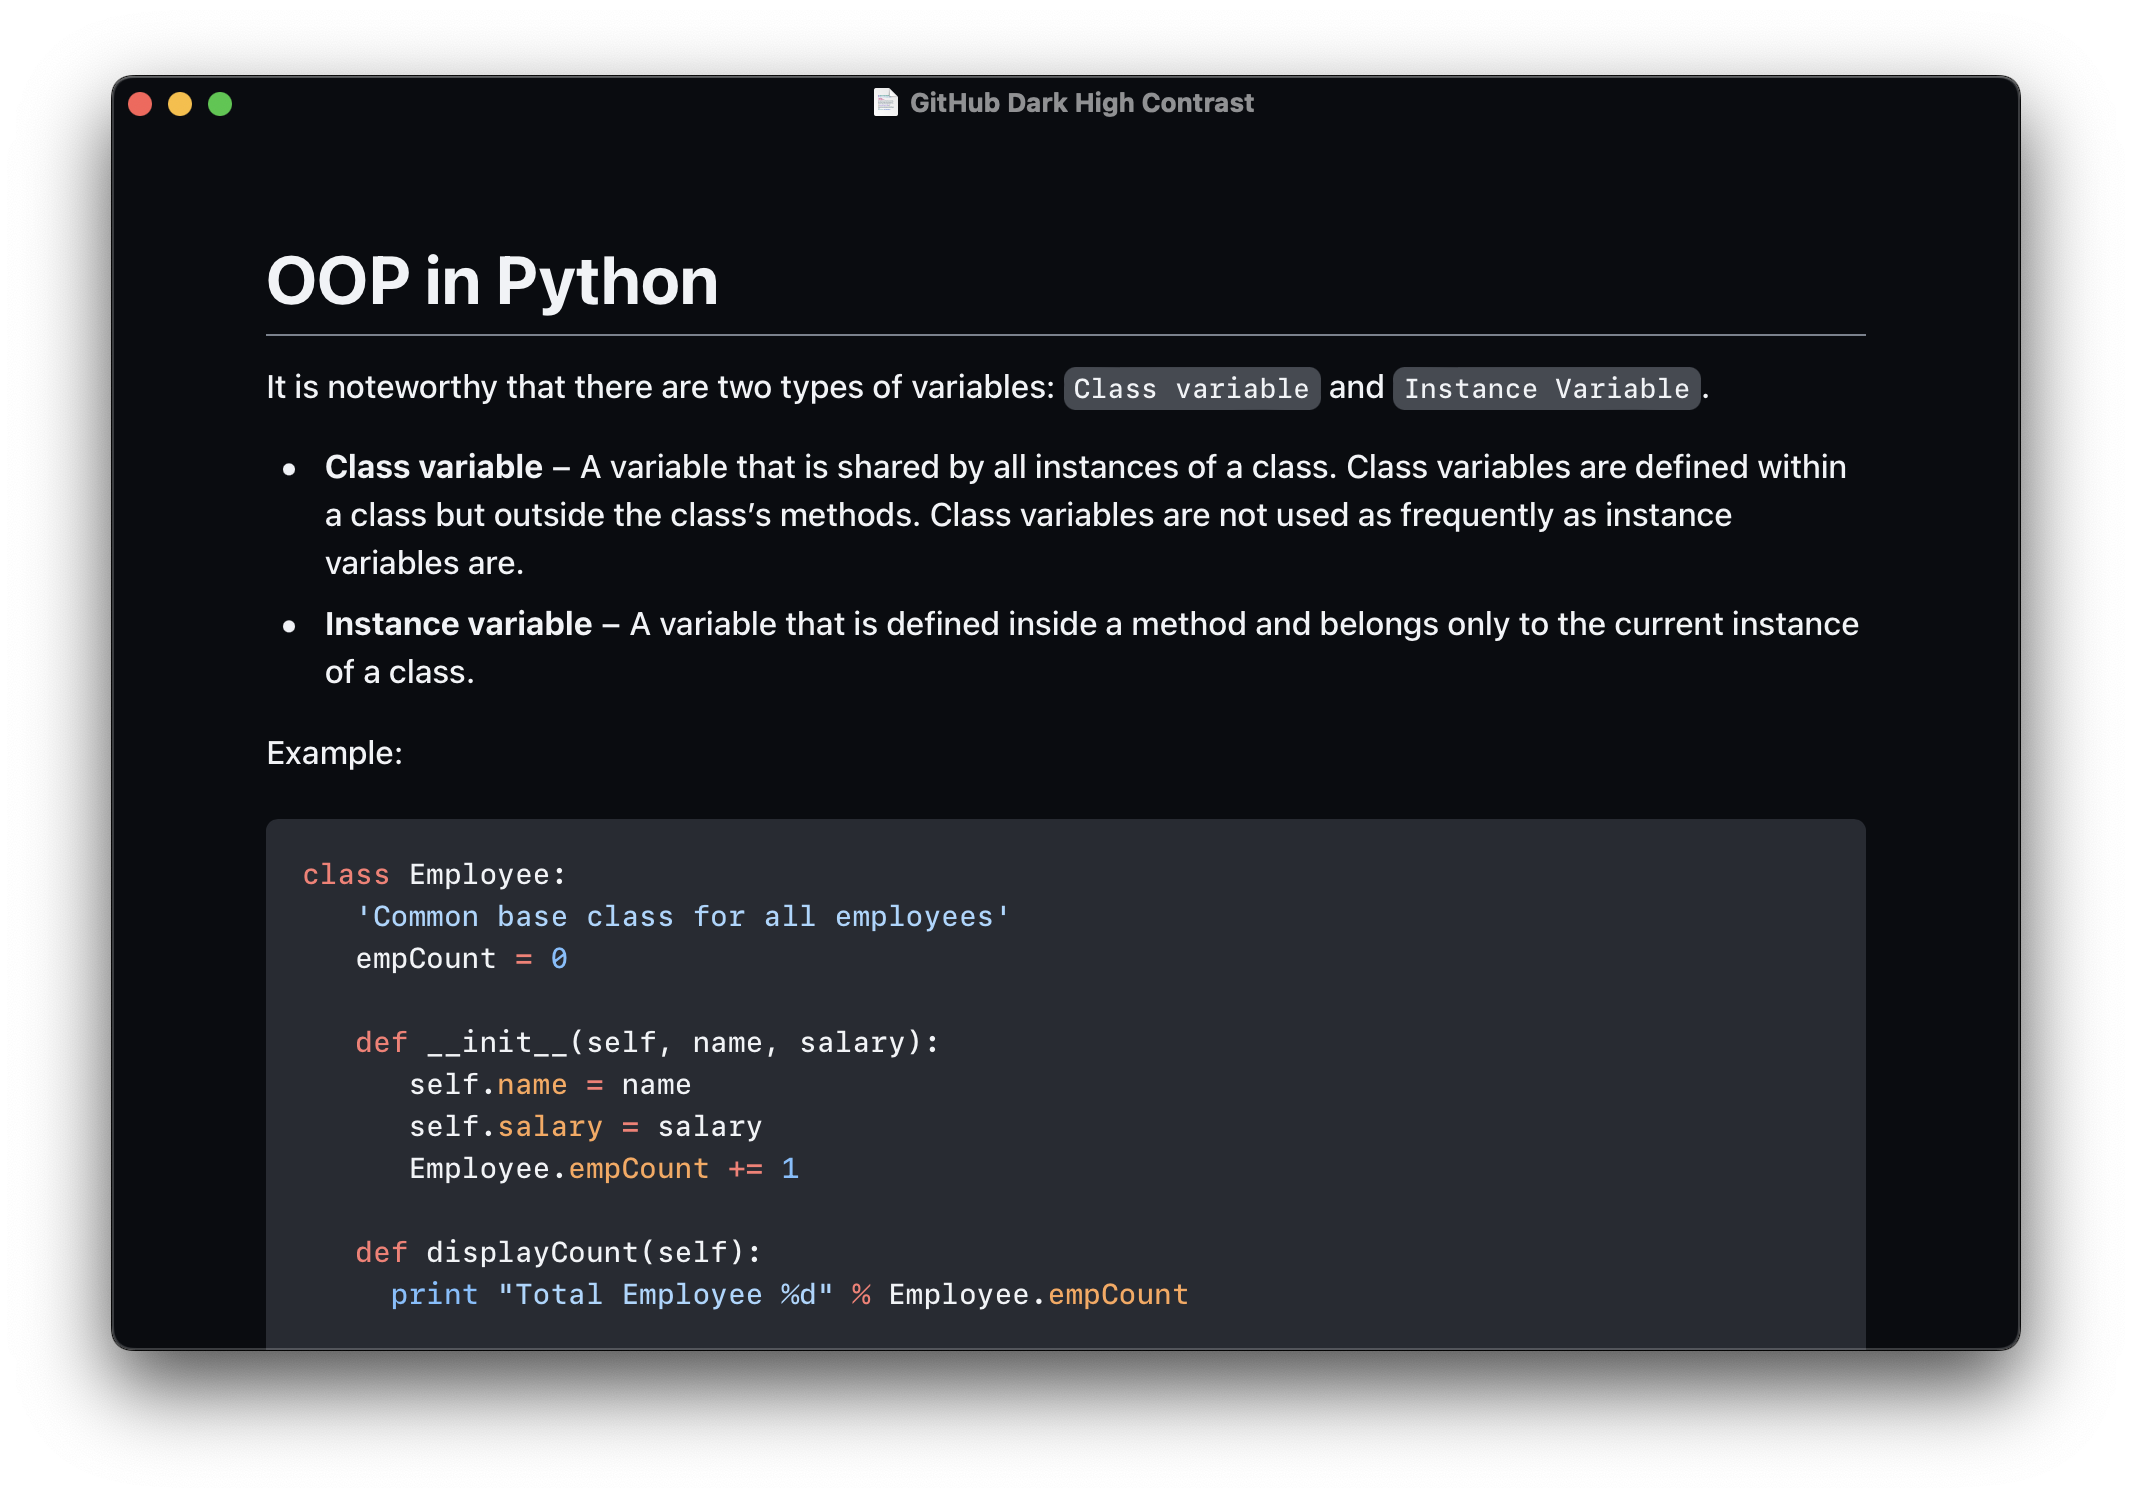 GitHub Dark High Contrast
OOP in Python
It is noteworthy that there are two types of variables: Class variable and Instance Variable.
• Class variable – A variable that is shared by all instances of a class. Class variables are defined within
a class but outside the class’s methods. Class variables are not used as frequently as instance
variables are.
• Instance variable – A variable that is defined inside a method and belongs only to the current instance
of a class.
Example:
class Employee:
   'Common base class for all employees'
   empCount = 0
   def __init__(self, name, salary):
      self.name = name
      self.salary = salary
      Employee.empCount += 1
   def displayCount(self):
     print "Total Employee %d" % Employee.empCount